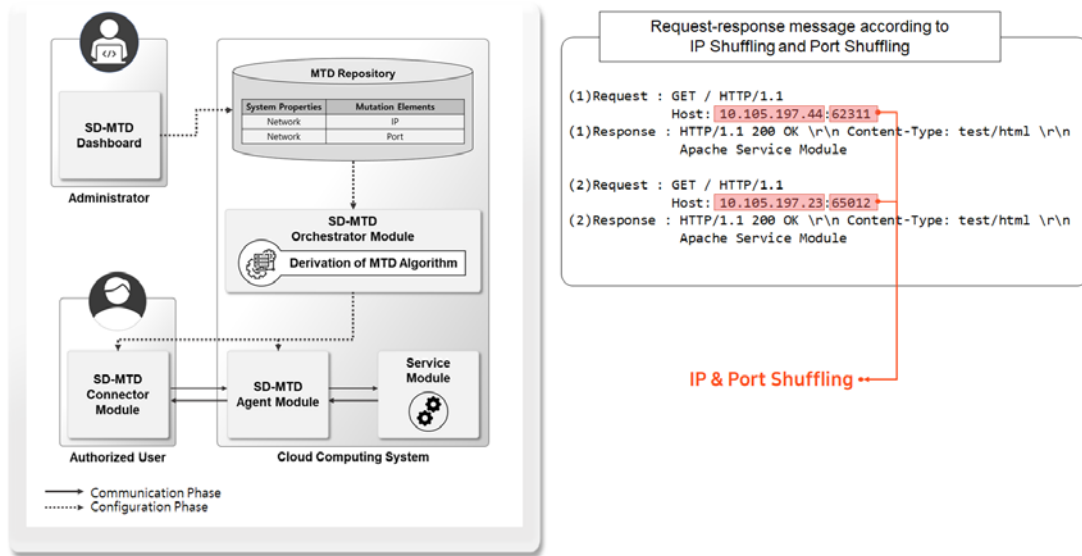 SD-MTD
Dashboard
Administrator
MTD Repository
System Properties Mutation Elements
Network IP
Network Port
SD-MTD
Orchestrator Module
Derivation of MTD Algorithm
SD-MTD
Connector
Module
Authorized User
SD-MTD
Agent Module
Service
Module
Cloud Computing System
Communication Phase
Configuration Phase
Request-response message according to
IP Shuffling and Port Shuffling
(1)Request : GET / HTTP/1.1
Host: 10.105.197.44:62311
(1)Response : HTTP/1.1 200 OK \r\n Content-Type: test/html \r\n
Apache Service Module
(2)Request : GET / HTTP/1.1
Host: 10.105.197.23:65012
(2)Response : HTTP/1.1 200 OK \r\n Content-Type: test/html \r\n
Apache Service Module
IP & Port Shuffling